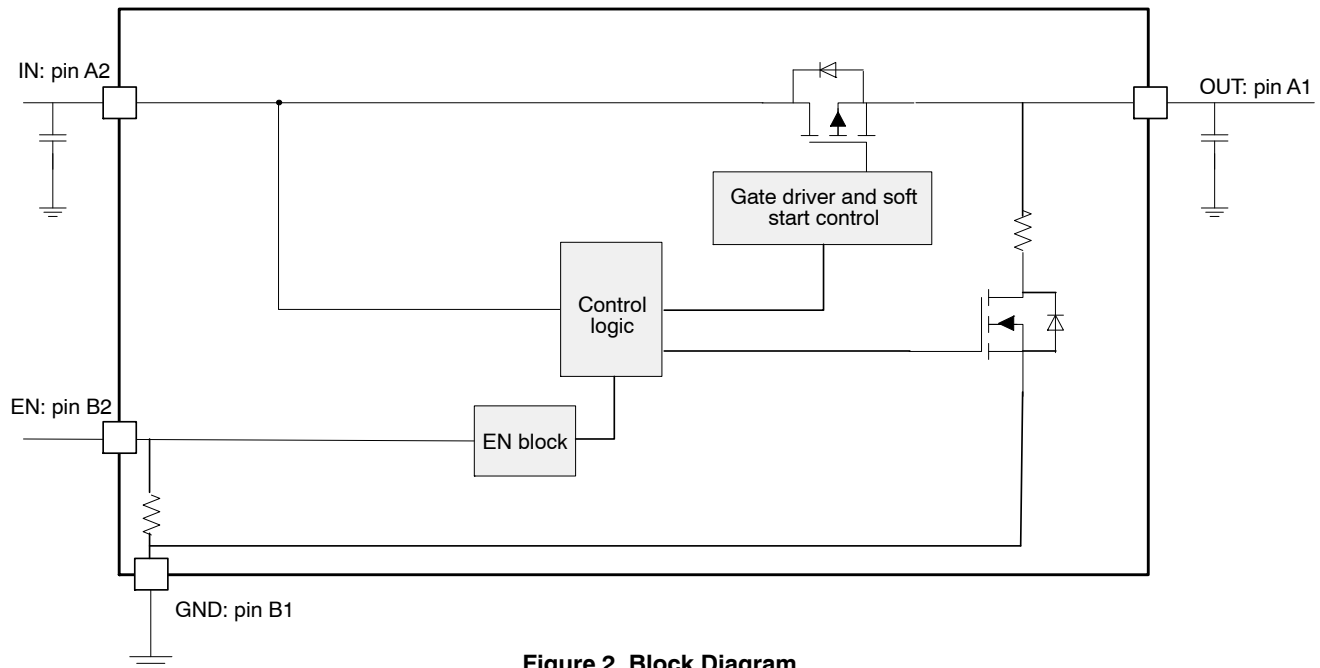 IN: pin A2
OUT: pin A1
Gate driver and soft
start control
Control
logic
EN: pin B2
EN block
GND: pin B1
Figure 2. Block Diagram